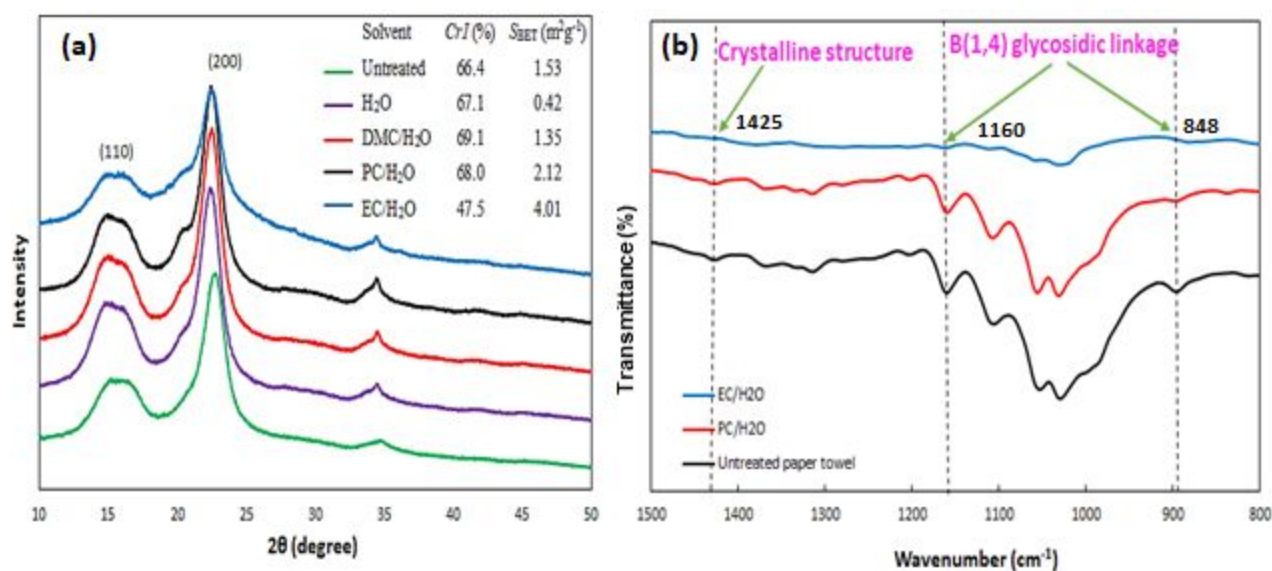 (a)
Solvent CrI (%) SBET (m²g⁻¹)
Untreated 66.4 1.53
H₂O 67.1 0.42
DMC/H₂O 69.1 1.35
PC/H₂O 68.0 2.12
EC/H₂O 47.5 4.01
(200)
(110)
Intensity
10 15 20 25 30 35 40 45 50
2θ (degree)
(b)
Crystalline structure
B(1,4) glycosidic linkage
1425
1160
848
Transmittance (%)
EC/H2O
PC/H2O
Untreated paper towel
1500 1400 1300 1200 1100 1000 900 800
Wavenumber (cm⁻¹)